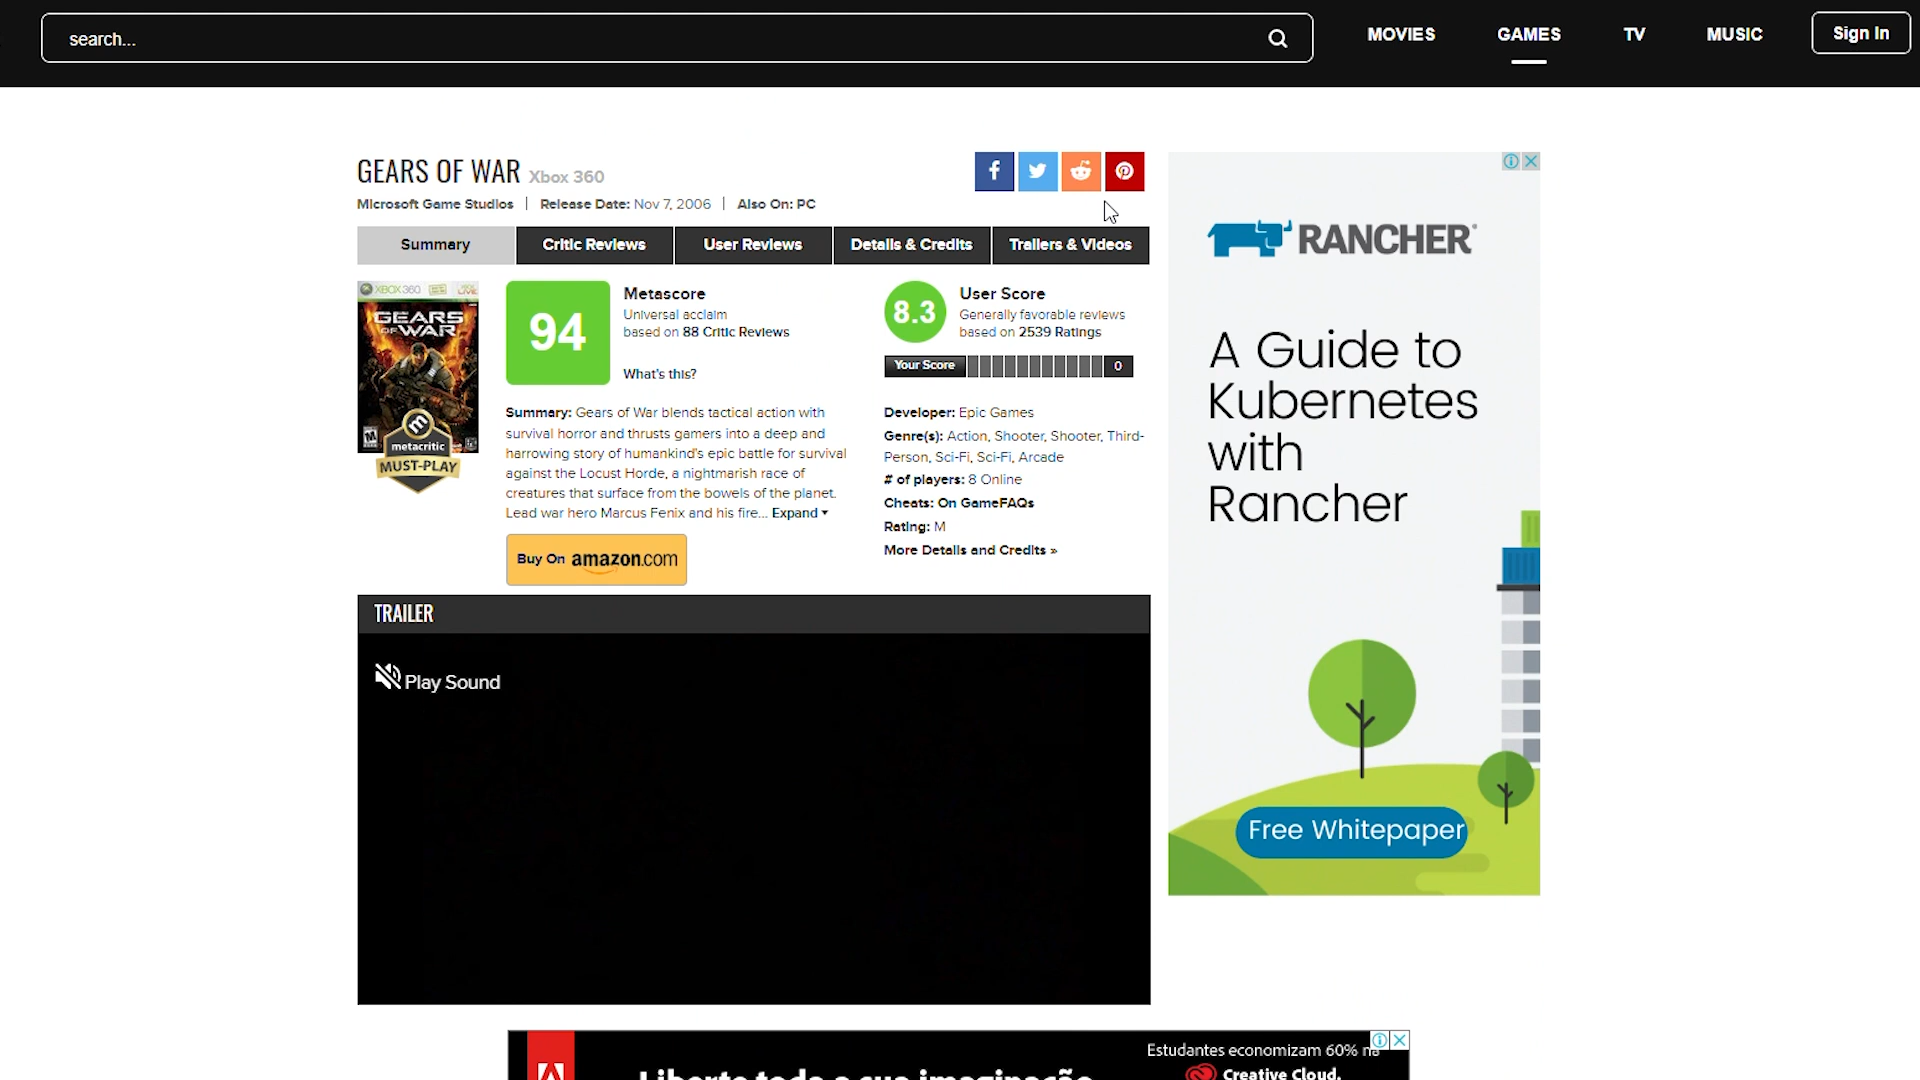 search...
MOVIES
GAMES
TV
MUSIC
Sign In
GEARS OF WAR Xbox 360
Microsoft Game Studios | Release Date: Nov 7, 2006 | Also On: PC
Summary
Critic Reviews
User Reviews
Details & Credits
Trailers & Videos
XBOX 360 LIVE
GEARS
OF WAR
metacritic
MUST-PLAY
94
Metascore
Universal acclaim
based on 88 Critic Reviews
What's this?
Summary: Gears of War blends tactical action with
survival horror and thrusts gamers into a deep and
harrowing story of humankind's epic battle for survival
against the Locust Horde, a nightmarish race of
creatures that surface from the bowels of the planet.
Lead war hero Marcus Fenix and his fire... Expand
Buy On amazon.com
8.3
User Score
Generally favorable reviews
based on 2539 Ratings
Your Score
0
Developer: Epic Games
Genre(s): Action, Shooter, Shooter, Third-
Person, Sci-Fi, Sci-Fi, Arcade
# of players: 8 Online
Cheats: On GameFAQs
Rating: M
More Details and Credits »
TRAILER
Play Sound
RANCHER
A Guide to
Kubernetes
with
Rancher
Free Whitepaper
Estudantes economizam 60% na
Creative Cloud.
Liberte toda a sua imaginação